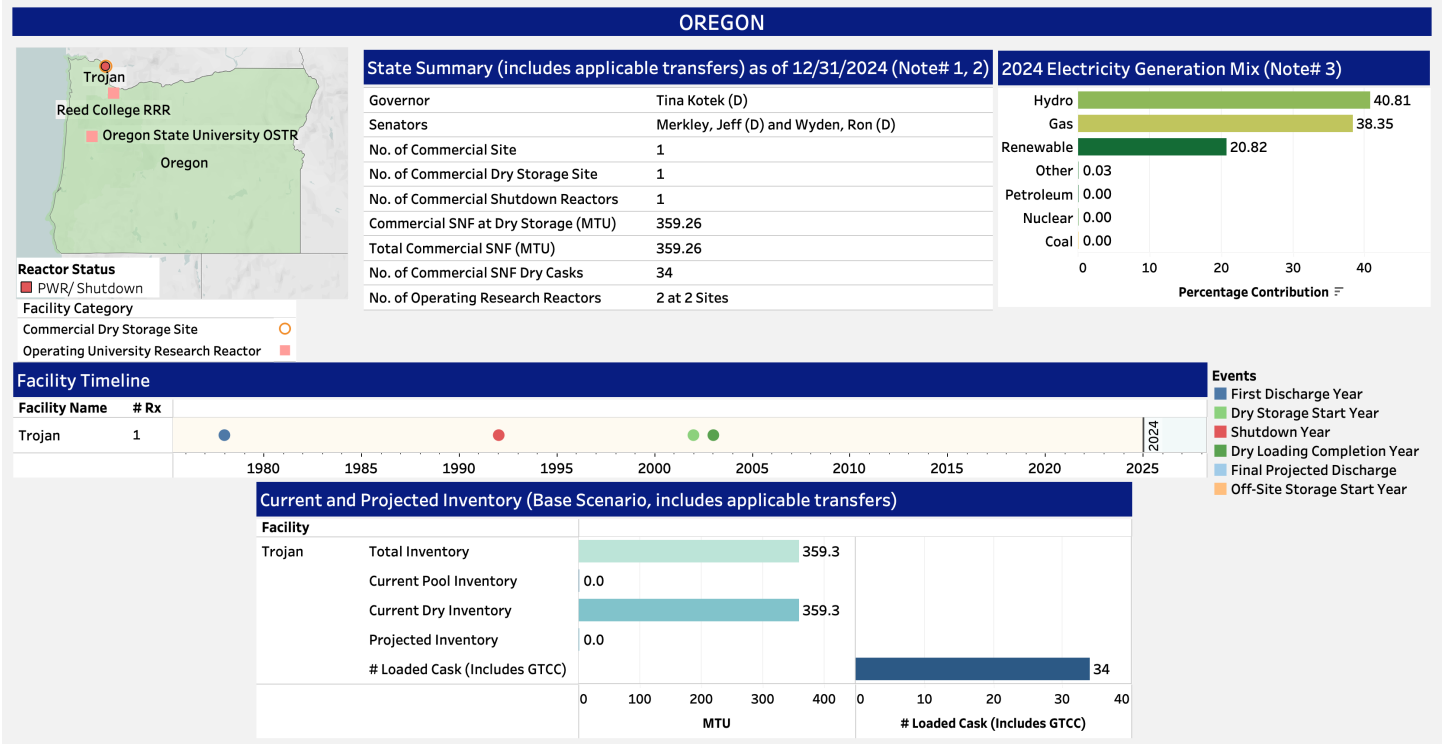 OREGON
Trojan
Reed College RRR
Oregon State University OSTR
Oregon
Reactor Status
PWR/ Shutdown
Facility Category
Commercial Dry Storage Site
Operating University Research Reactor
State Summary (includes applicable transfers) as of 12/31/2024 (Note# 1, 2)
Governor Tina Kotek (D)
Senators Merkley, Jeff (D) and Wyden, Ron (D)
No. of Commercial Site 1
No. of Commercial Dry Storage Site 1
No. of Commercial Shutdown Reactors 1
Commercial SNF at Dry Storage (MTU) 359.26
Total Commercial SNF (MTU) 359.26
No. of Commercial SNF Dry Casks 34
No. of Operating Research Reactors 2 at 2 Sites
2024 Electricity Generation Mix (Note# 3)
Hydro 40.81
Gas 38.35
Renewable 20.82
Other 0.03
Petroleum 0.00
Nuclear 0.00
Coal 0.00
0 10 20 30 40
Percentage Contribution
Facility Timeline
Facility Name # Rx
Trojan 1
2024
1980 1985 1990 1995 2000 2005 2010 2015 2020 2025
Events
First Discharge Year
Dry Storage Start Year
Shutdown Year
Dry Loading Completion Year
Final Projected Discharge
Off-Site Storage Start Year
Current and Projected Inventory (Base Scenario, includes applicable transfers)
Facility
Trojan Total Inventory 359.3
Current Pool Inventory 0.0
Current Dry Inventory 359.3
Projected Inventory 0.0
# Loaded Cask (Includes GTCC) 34
0 100 200 300 400 0 10 20 30 40
MTU # Loaded Cask (Includes GTCC)